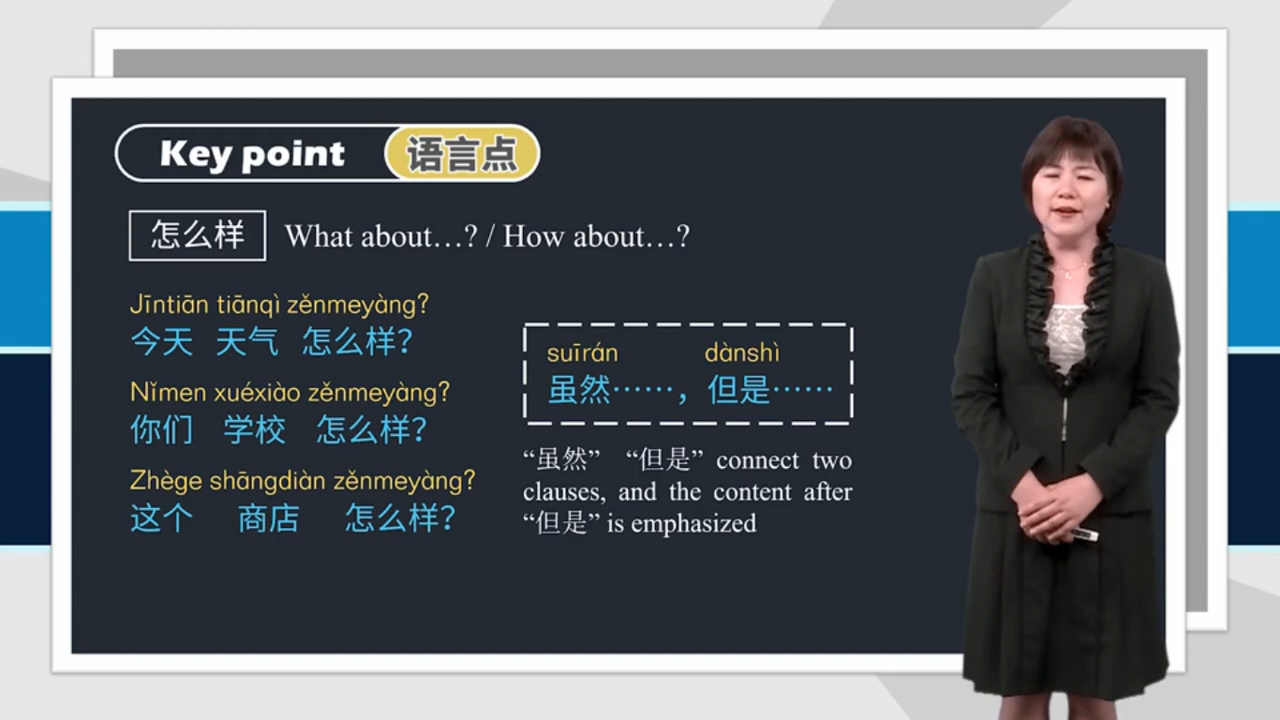 Key point 语言点
怎么样 What about…? / How about…?
Jīntiān tiānqì zěnmeyàng?
今天 天气 怎么样?
Nǐmen xuéxiào zěnmeyàng?
你们 学校 怎么样?
Zhège shāngdiàn zěnmeyàng?
这个 商店 怎么样?
suīrán dànshì
虽然……，但是……
“虽然” “但是” connect two
clauses, and the content after
“但是” is emphasized